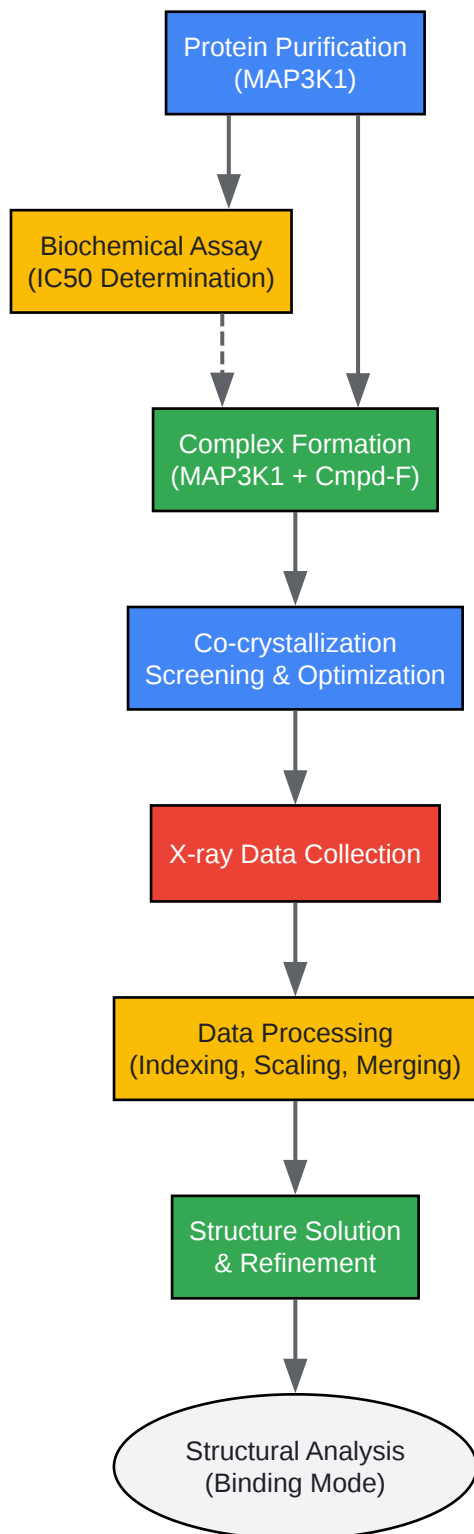 Protein Purification
(MAP3K1)
Biochemical Assay
(IC50 Determination)
Complex Formation
(MAP3K1 + Cmpd-F)
Co-crystallization
Screening & Optimization
X-ray Data Collection
Data Processing
(Indexing, Scaling, Merging)
Structure Solution
& Refinement
Structural Analysis
(Binding Mode)